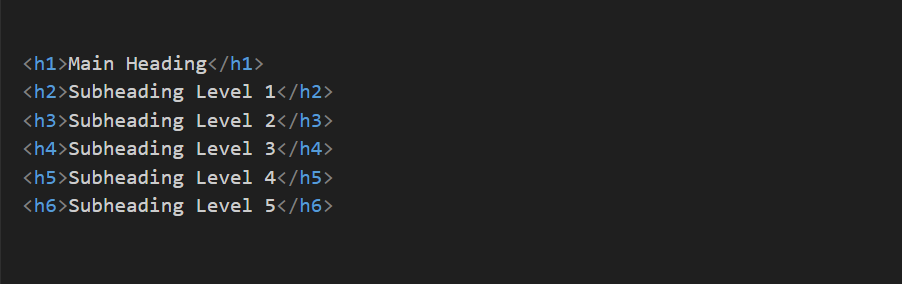 <h1>Main Heading</h1>
<h2>Subheading Level 1</h2>
<h3>Subheading Level 2</h3>
<h4>Subheading Level 3</h4>
<h5>Subheading Level 4</h5>
<h6>Subheading Level 5</h6>